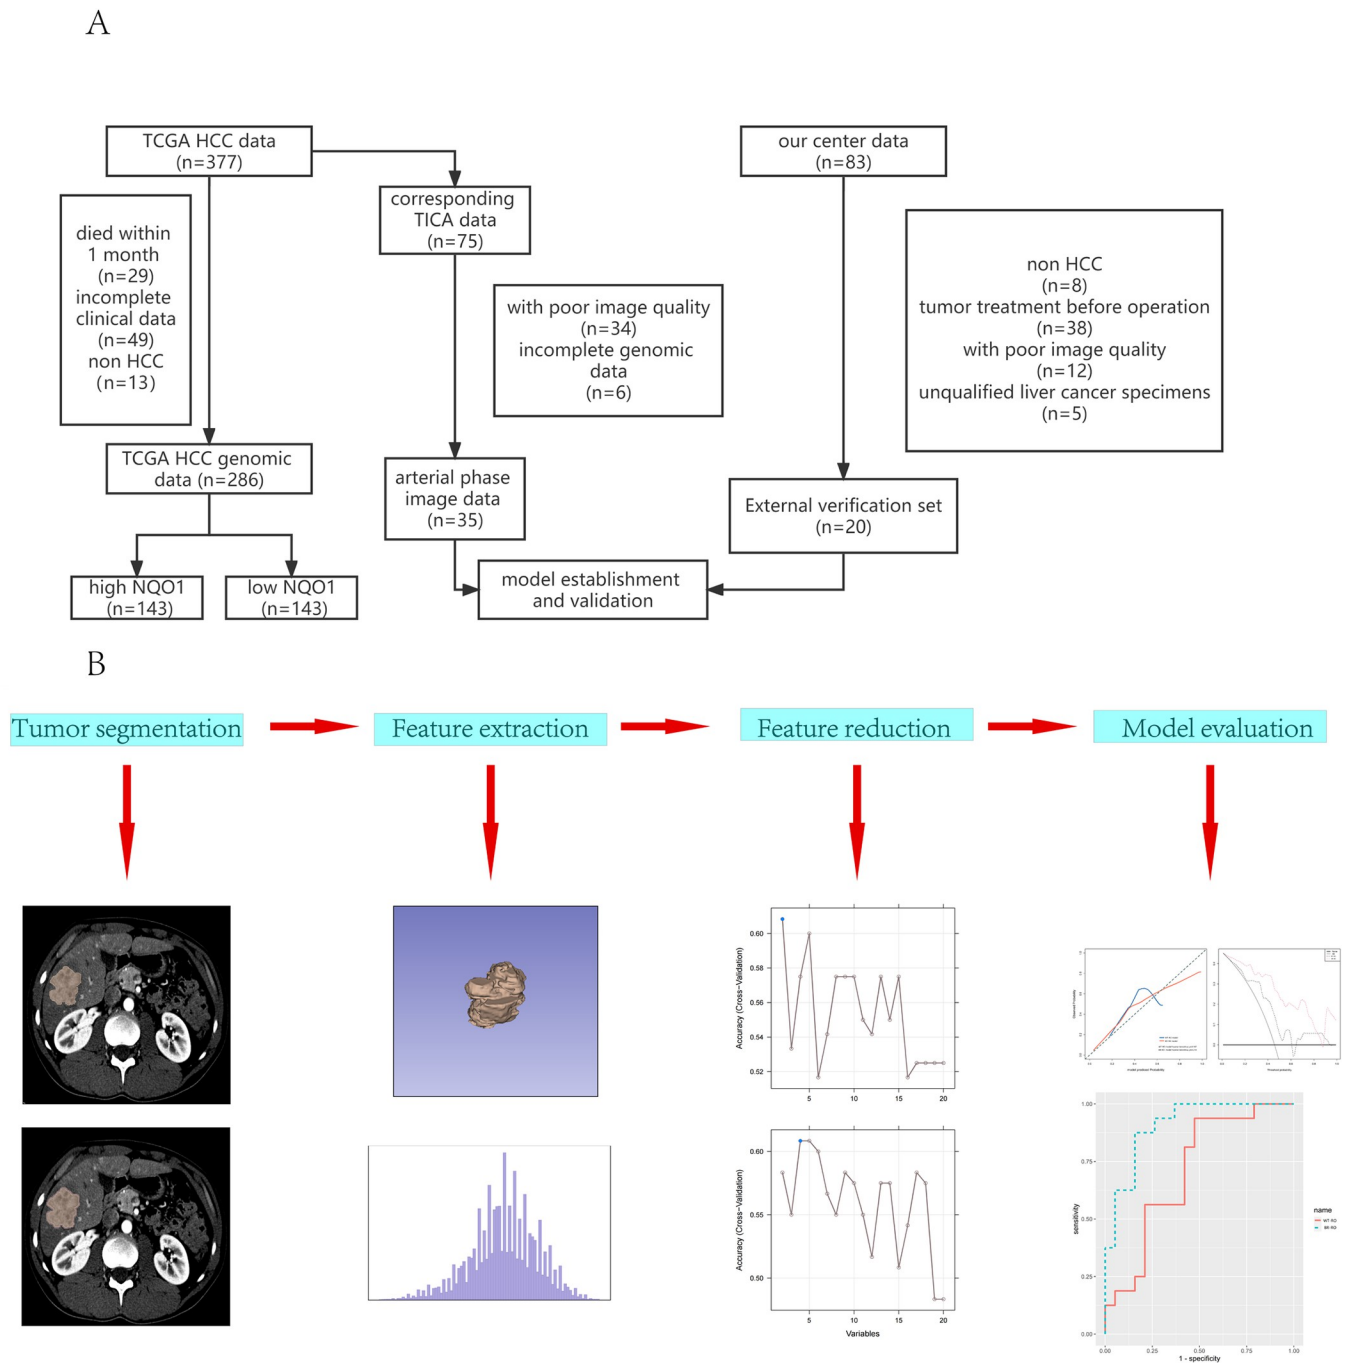 A
TCGA HCC data
(n=377)
our center data
(n=83)
corresponding
TICA data
(n=75)
died within
1 month
(n=29)
incomplete
clinical data
(n=49)
non HCC
(n=13)
with poor image quality
(n=34)
incomplete genomic
data
(n=6)
non HCC
(n=8)
tumor treatment before operation
(n=38)
with poor image quality
(n=12)
unqualified liver cancer specimens
(n=5)
TCGA HCC genomic
data (n=286)
arterial phase
image data
(n=35)
External verification set
(n=20)
high NQO1
(n=143)
low NQO1
(n=143)
model establishment
and validation
B
Tumor segmentation
Feature extraction
Feature reduction
Model evaluation
Accuracy (Cross-Validation)
0.60
0.58
0.56
0.54
0.52
5
10
15
20
Accuracy (Cross-Validation)
0.60
0.55
0.50
5
10
15
20
Variables
sensitivity
1.00
0.75
0.50
0.25
0.00
0.00
0.25
0.50
0.75
1.00
1 - specificity
name
WT RO